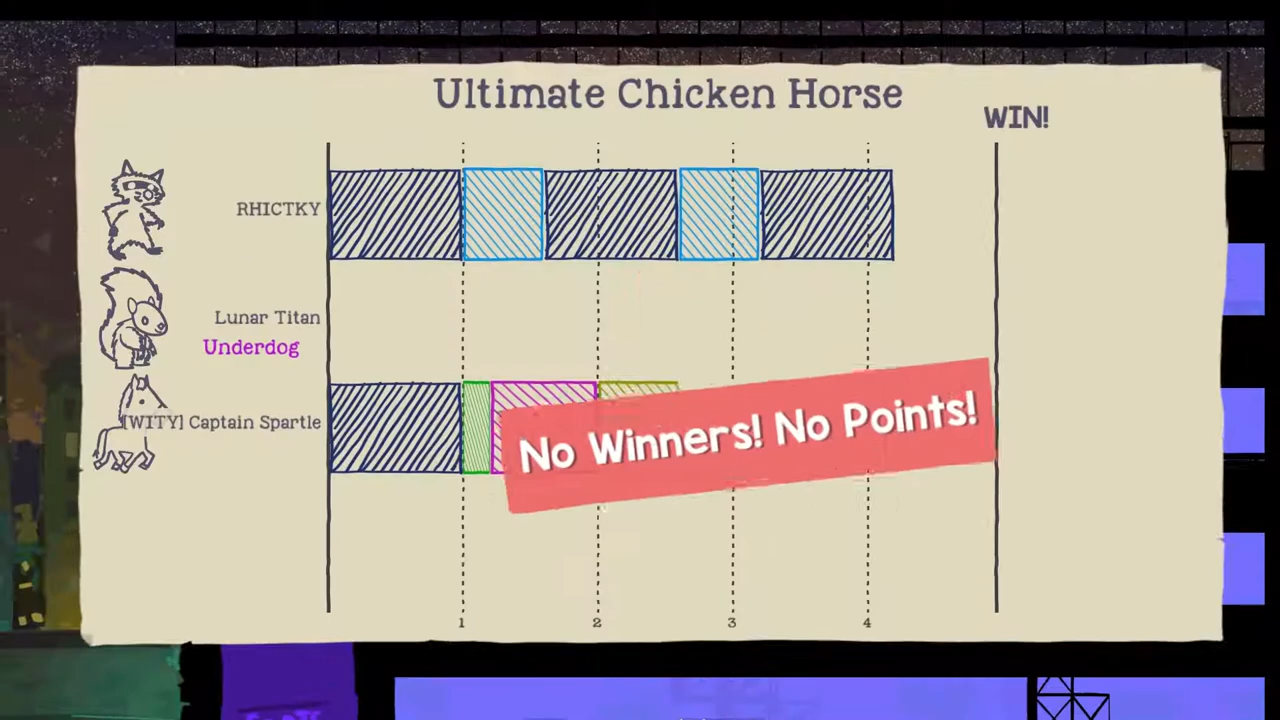 Ultimate Chicken Horse
WIN!
RHICTKY
Lunar Titan
Underdog
[WITY] Captain Spartle
No Winners! No Points!
1 2 3 4